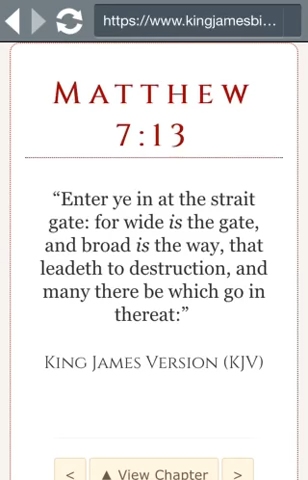 https://www.kingjamesbi...
MATTHEW
7:13
“Enter ye in at the strait
gate: for wide is the gate,
and broad is the way, that
leadeth to destruction, and
many there be which go in
thereat:”
KING JAMES VERSION (KJV)
< ▲ View Chapter >